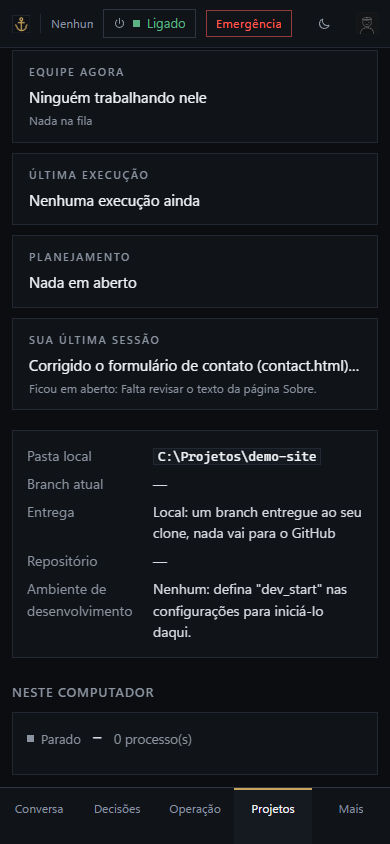 Nenhum
Ligado
Emergência
EQUIPE AGORA
Ninguém trabalhando nele
Nada na fila
ÚLTIMA EXECUÇÃO
Nenhuma execução ainda
PLANEJAMENTO
Nada em aberto
SUA ÚLTIMA SESSÃO
Corrigido o formulário de contato (contact.html)...
Ficou em aberto: Falta revisar o texto da página Sobre.
Pasta local C:\Projetos\demo-site
Branch atual —
Entrega Local: um branch entregue ao seu
clone, nada vai para o GitHub
Repositório —
Ambiente de Nenhum: defina "dev_start" nas
desenvolvimento configurações para iniciá-lo
daqui.
NESTE COMPUTADOR
Parado — 0 processo(s)
Conversa Decisões Operação Projetos Mais